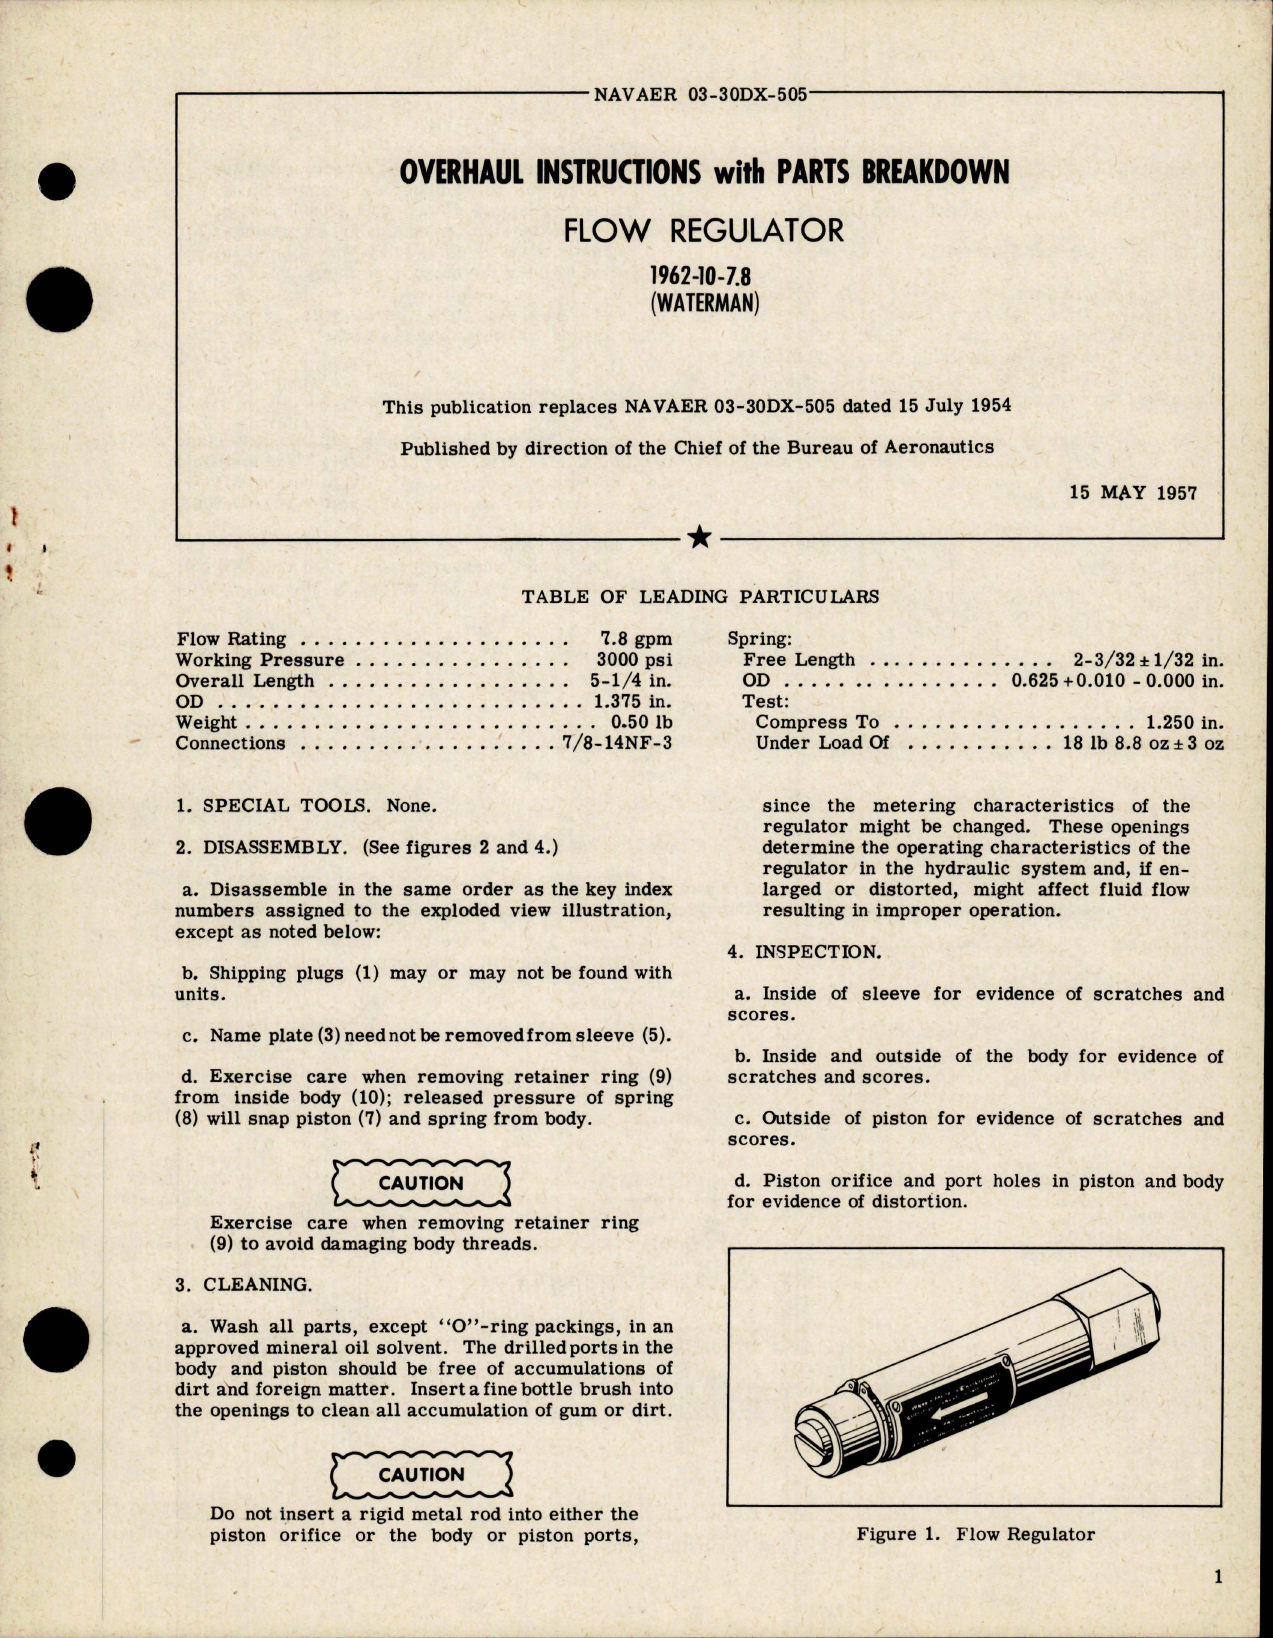 NAVAER 03-30DX-505
OVERHAUL INSTRUCTIONS with PARTS BREAKDOWN
FLOW REGULATOR
1962-10-7.8
(WATERMAN)
This publication replaces NAVAER 03-30DX-505 dated 15 July 1954
Published by direction of the Chief of the Bureau of Aeronautics
15 MAY 1957
TABLE OF LEADING PARTICULARS
Flow Rating . . . . . . . . . . . . . . . . . . . . 7.8 gpm
Working Pressure . . . . . . . . . . . . . . . . 3000 psi
Overall Length . . . . . . . . . . . . . . . . . . 5-1/4 in.
OD . . . . . . . . . . . . . . . . . . . . . . . . . . . 1.375 in.
Weight . . . . . . . . . . . . . . . . . . . . . . . . . . 0.50 lb
Connections . . . . . . . . . . . . . . . . . . . 7/8-14NF-3
Spring:
Free Length . . . . . . . . . . . . . . 2-3/32 ± 1/32 in.
OD . . . . . . . . . . . . . . . . 0.625 +0.010 - 0.000 in.
Test:
Compress To . . . . . . . . . . . . . . . . . . 1.250 in.
Under Load Of . . . . . . . . . . . 18 lb 8.8 oz ± 3 oz
1. SPECIAL TOOLS. None.
2. DISASSEMBLY. (See figures 2 and 4.)
a. Disassemble in the same order as the key index
numbers assigned to the exploded view illustration,
except as noted below:
b. Shipping plugs (1) may or may not be found with
units.
c. Name plate (3) need not be removed from sleeve (5).
d. Exercise care when removing retainer ring (9)
from inside body (10); released pressure of spring
(8) will snap piston (7) and spring from body.
CAUTION
Exercise care when removing retainer ring
(9) to avoid damaging body threads.
3. CLEANING.
a. Wash all parts, except "O"-ring packings, in an
approved mineral oil solvent. The drilled ports in the
body and piston should be free of accumulations of
dirt and foreign matter. Insert a fine bottle brush into
the openings to clean all accumulation of gum or dirt.
CAUTION
Do not insert a rigid metal rod into either the
piston orifice or the body or piston ports,
since the metering characteristics of the
regulator might be changed. These openings
determine the operating characteristics of the
regulator in the hydraulic system and, if en-
larged or distorted, might affect fluid flow
resulting in improper operation.
4. INSPECTION.
a. Inside of sleeve for evidence of scratches and
scores.
b. Inside and outside of the body for evidence of
scratches and scores.
c. Outside of piston for evidence of scratches and
scores.
d. Piston orifice and port holes in piston and body
for evidence of distortion.
Figure 1. Flow Regulator
1